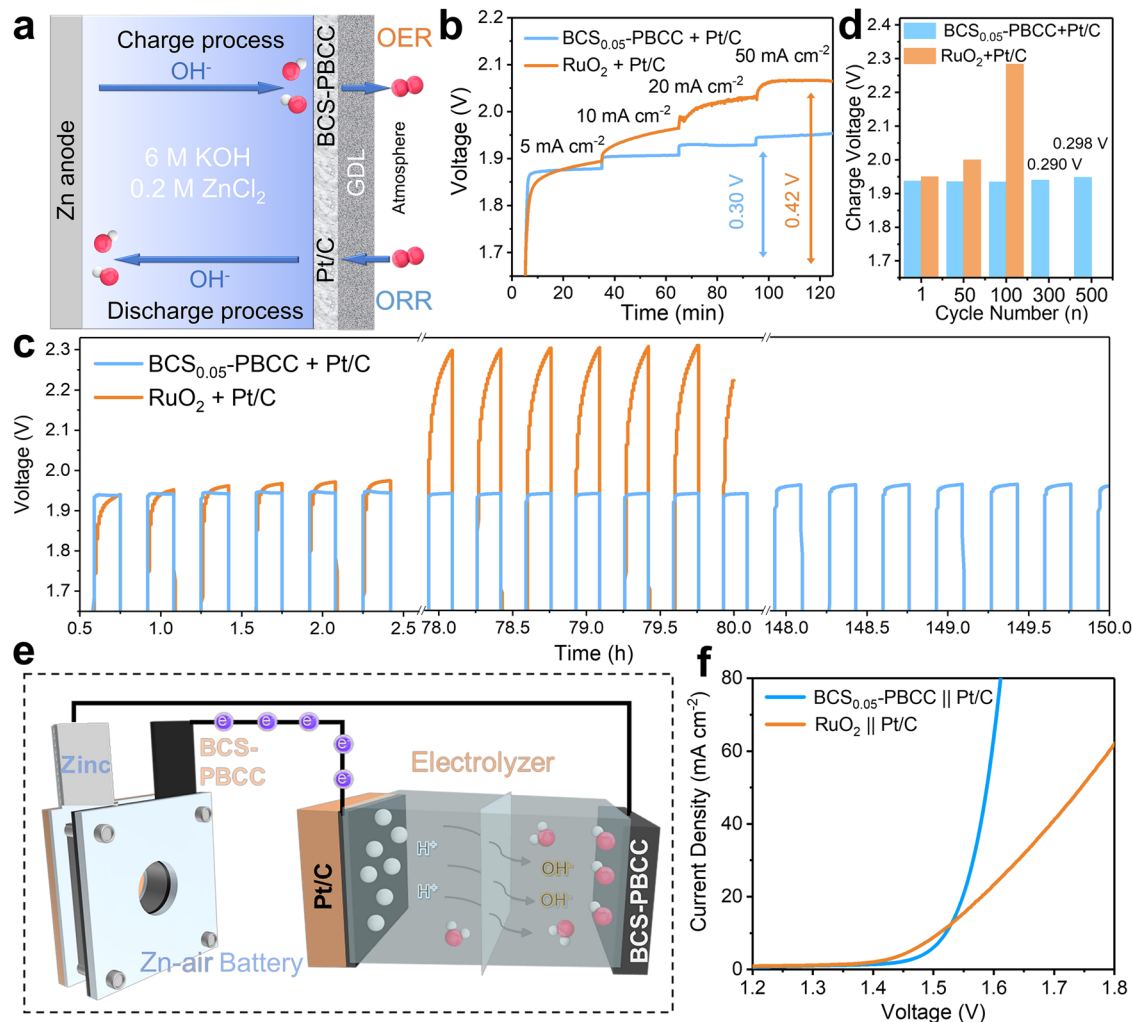 a
Charge process
OH-
BCS-PBCC
OER
Zn anode
6 M KOH
0.2 M ZnCl2
GDL
Atmosphere
Pt/C
OH-
Discharge process
ORR
b
BCS0.05-PBCC + Pt/C
RuO2 + Pt/C
50 mA cm-2
20 mA cm-2
10 mA cm-2
5 mA cm-2
0.30 V
0.42 V
Voltage (V)
2.2
2.1
2.0
1.9
1.8
1.7
0 20 40 60 80 100 120
Time (min)
d
BCS0.05-PBCC+Pt/C
RuO2+Pt/C
0.290 V
0.298 V
Charge Voltage (V)
2.4
2.3
2.2
2.1
2.0
1.9
1.8
1.7
1 50 100 300 500
Cycle Number (n)
c
BCS0.05-PBCC + Pt/C
RuO2 + Pt/C
Voltage (V)
2.3
2.2
2.1
2.0
1.9
1.8
1.7
0.5 1.0 1.5 2.0 2.5 78.0 78.5 79.0 79.5 80.0 148.0 148.5 149.0 149.5 150.0
Time (h)
e
Zinc
BCS-
PBCC
e-
e-
e-
e-
e-
Electrolyzer
Pt/C
H+
H+
OH-
OH-
BCS-PBCC
Zn-air Battery
f
BCS0.05-PBCC || Pt/C
RuO2 || Pt/C
Current Density (mA cm-2)
80
60
40
20
0
1.2 1.3 1.4 1.5 1.6 1.7 1.8
Voltage (V)